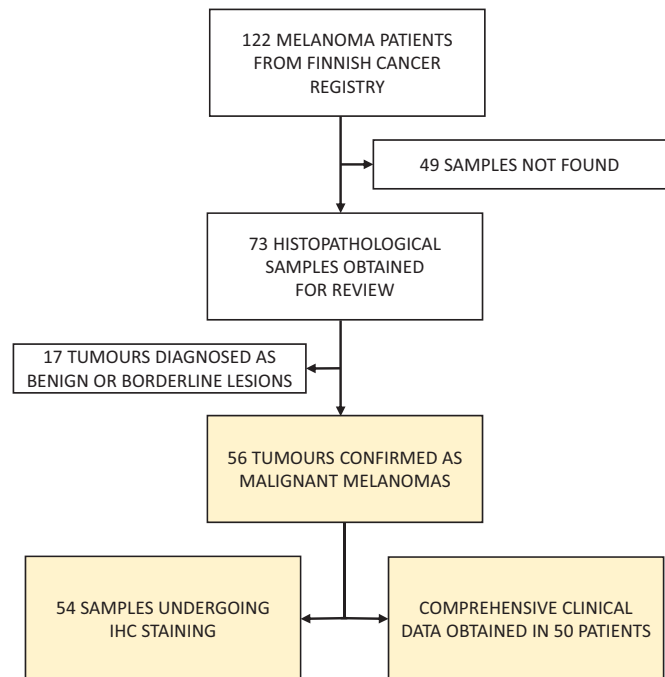 122 MELANOMA PATIENTS
FROM FINNISH CANCER
REGISTRY
49 SAMPLES NOT FOUND
73 HISTOPATHOLOGICAL
SAMPLES OBTAINED
FOR REVIEW
17 TUMOURS DIAGNOSED AS
BENIGN OR BORDERLINE LESIONS
56 TUMOURS CONFIRMED AS
MALIGNANT MELANOMAS
54 SAMPLES UNDERGOING
IHC STAINING
COMPREHENSIVE CLINICAL
DATA OBTAINED IN 50 PATIENTS